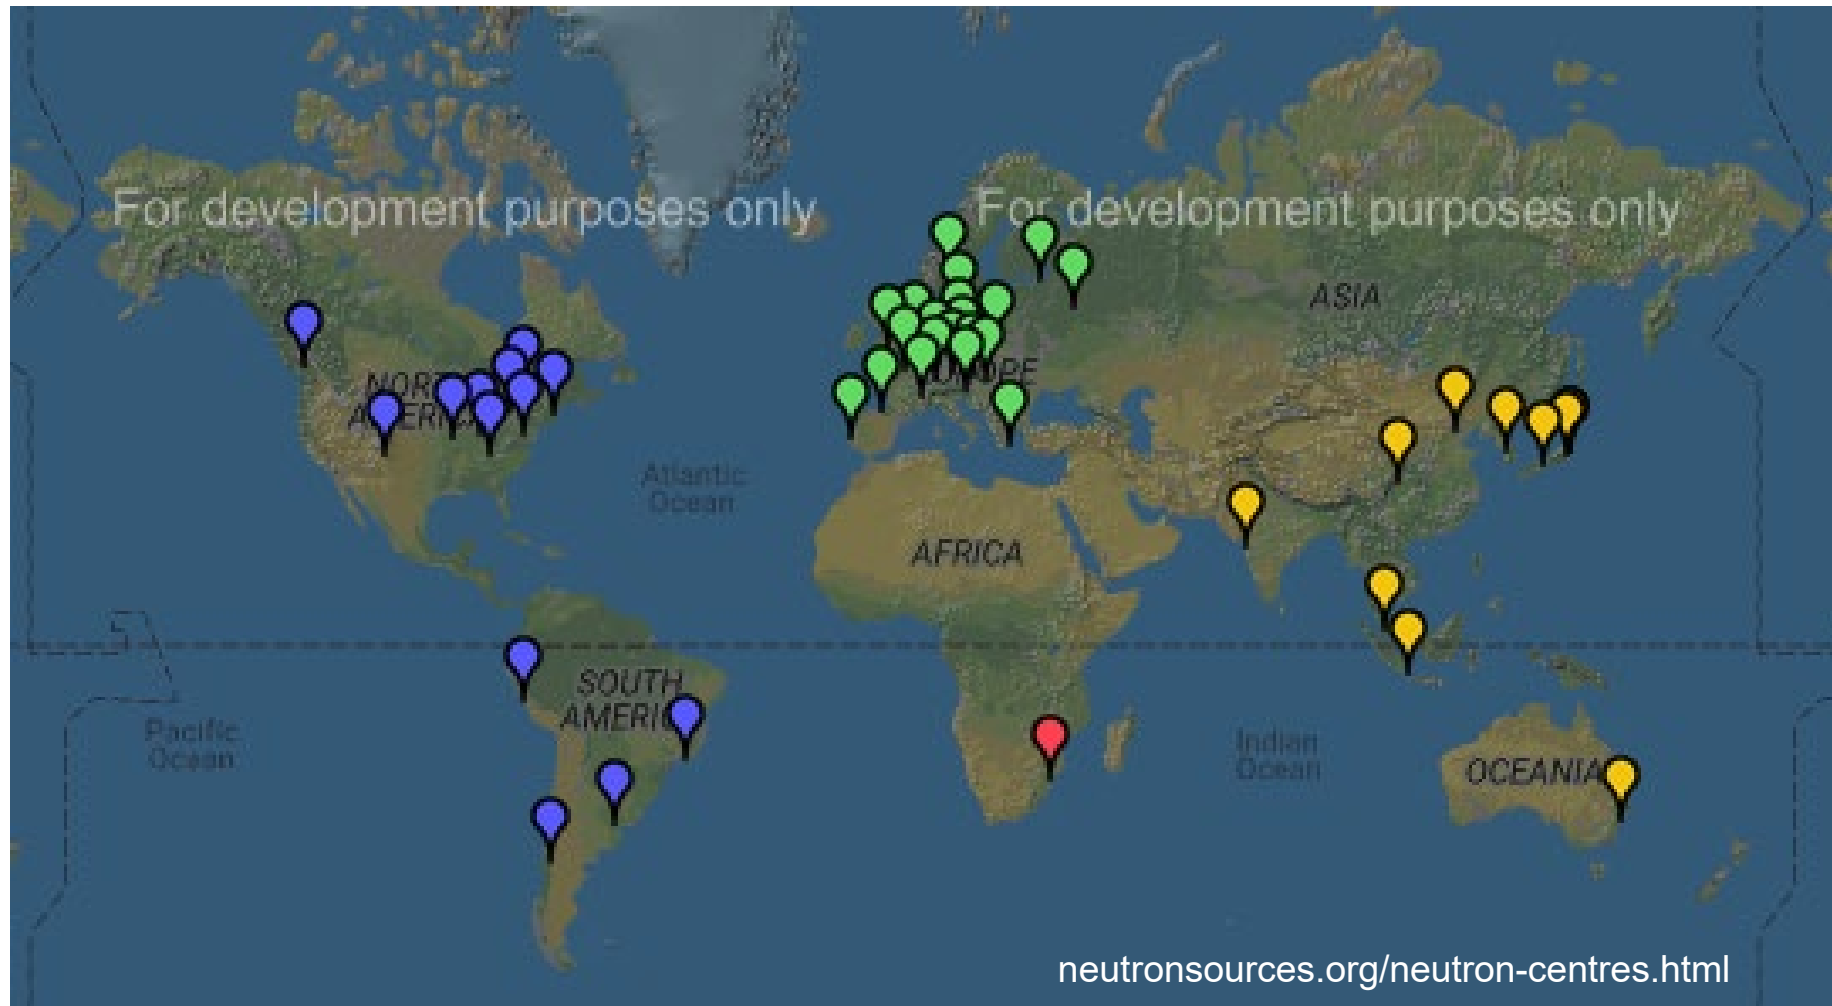 For development purposes only
For development purposes only
ASIA
Atlantic
Ocean
AFRICA
SOUTH
Pacific
Ocean
Indian
Ocean
OCEANIA
neutronsources.org/neutron-centres.html